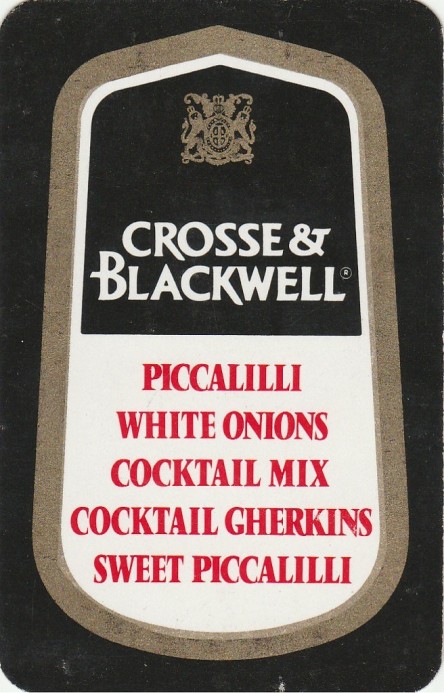 CROSSE &
BLACKWELL®
PICCALILLI
WHITE ONIONS
COCKTAIL MIX
COCKTAIL GHERKINS
SWEET PICCALILLI